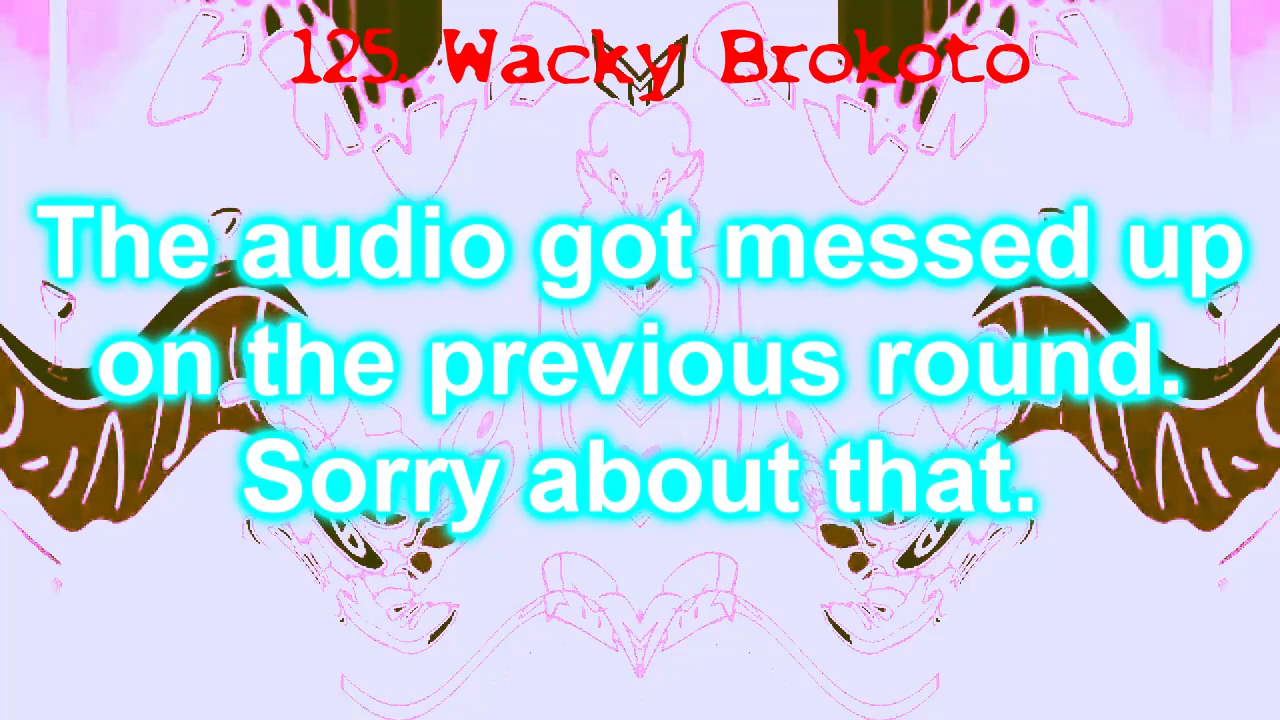 125. Wacky Brokoto
The audio got messed up
on the previous round.
Sorry about that.